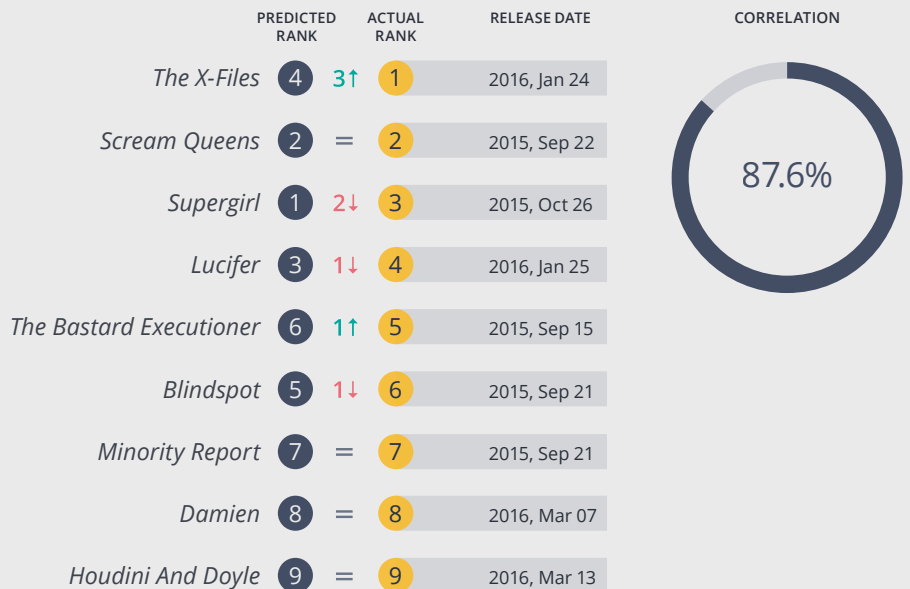 PREDICTED RANK ACTUAL RANK RELEASE DATE CORRELATION
The X-Files 4 3↑ 1 2016, Jan 24
Scream Queens 2 = 2 2015, Sep 22
87.6%
Supergirl 1 2↓ 3 2015, Oct 26
Lucifer 3 1↓ 4 2016, Jan 25
The Bastard Executioner 6 1↑ 5 2015, Sep 15
Blindspot 5 1↓ 6 2015, Sep 21
Minority Report 7 = 7 2015, Sep 21
Damien 8 = 8 2016, Mar 07
Houdini And Doyle 9 = 9 2016, Mar 13